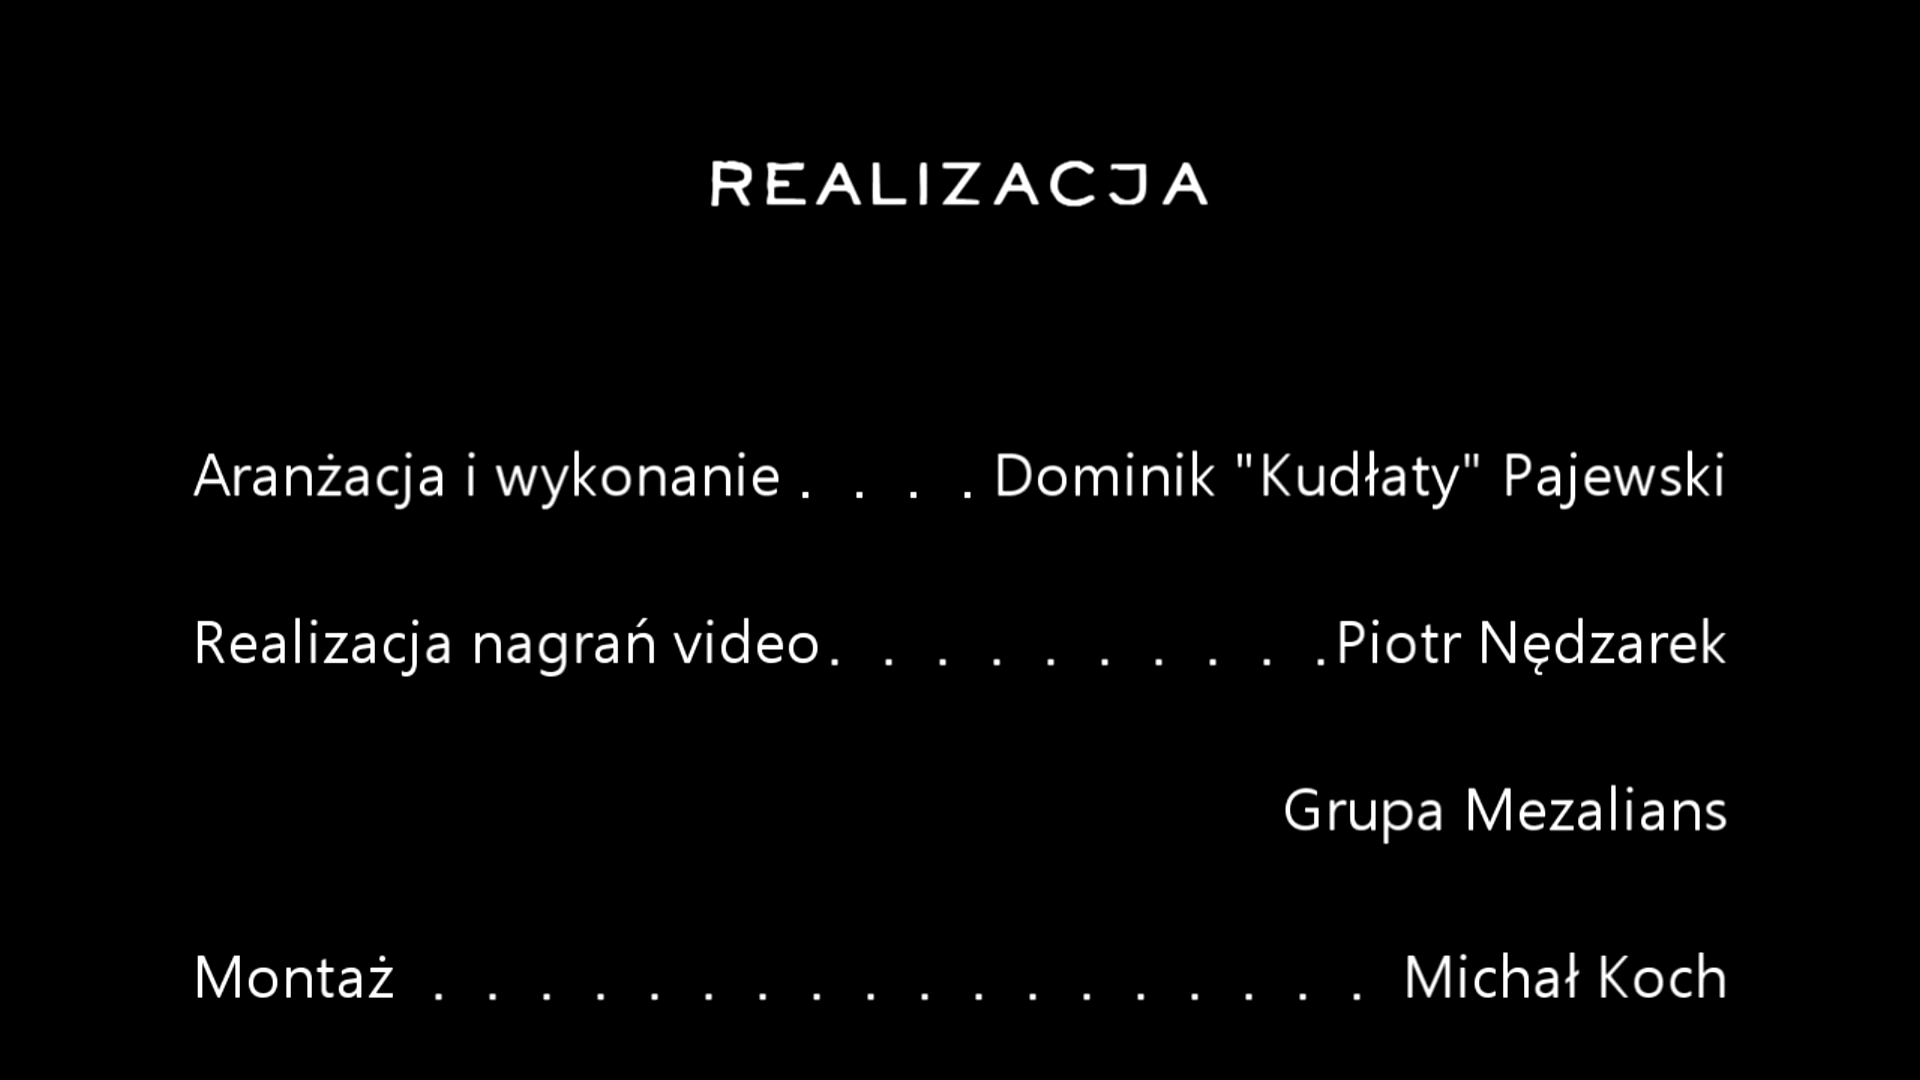 REALIZACJA
Aranżacja i wykonanie . . . . Dominik "Kudłaty" Pajewski
Realizacja nagrań video. . . . . . . . . .Piotr Nędzarek
Grupa Mezalians
Montaż . . . . . . . . . . . . . . . . . . Michał Koch